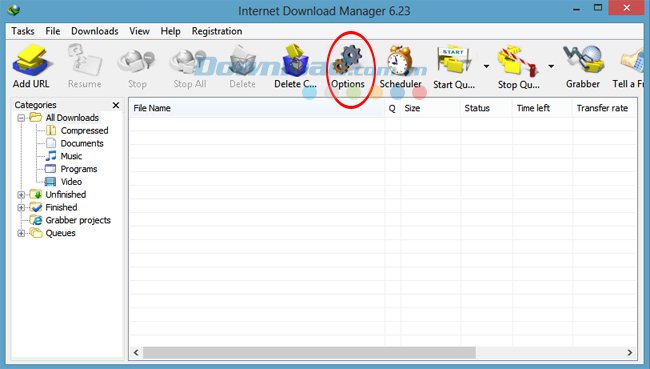 Internet Download Manager 6.23
Tasks File Downloads View Help Registration
Add URL Resume Stop Stop All Delete Delete C... Options Scheduler Start Qu... Stop Qu... Grabber Tell a Fr
START
Download.com.vn
Categories
File Name Q Size Status Time left Transfer rate
All Downloads
Compressed
Documents
Music
Programs
Video
Unfinished
Finished
Grabber projects
Queues